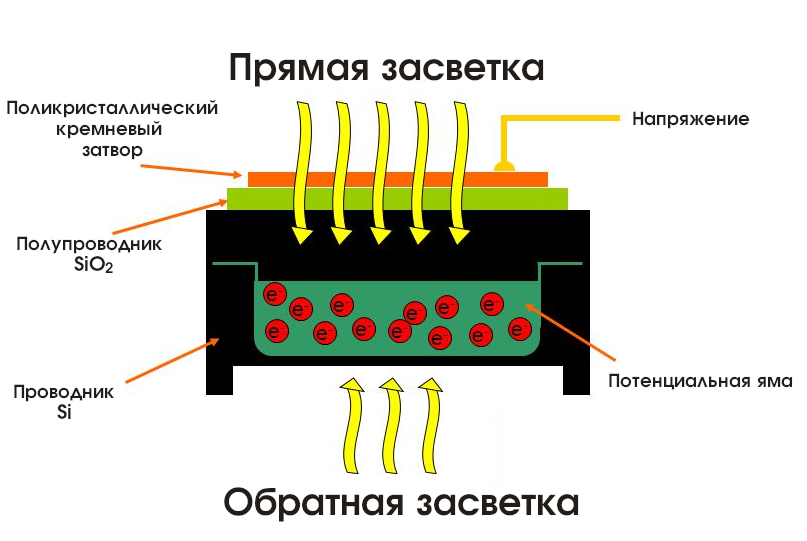 Прямая засветка
Поликристаллический
кремневый
затвор
Напряжение
Полупроводник
SiO2
e⁻
e⁻
e⁻
e⁻
e⁻
e⁻
e⁻
e⁻
e⁻
e⁻
e⁻
e⁻
e⁻
Потенциальная яма
Проводник
Si
Обратная засветка